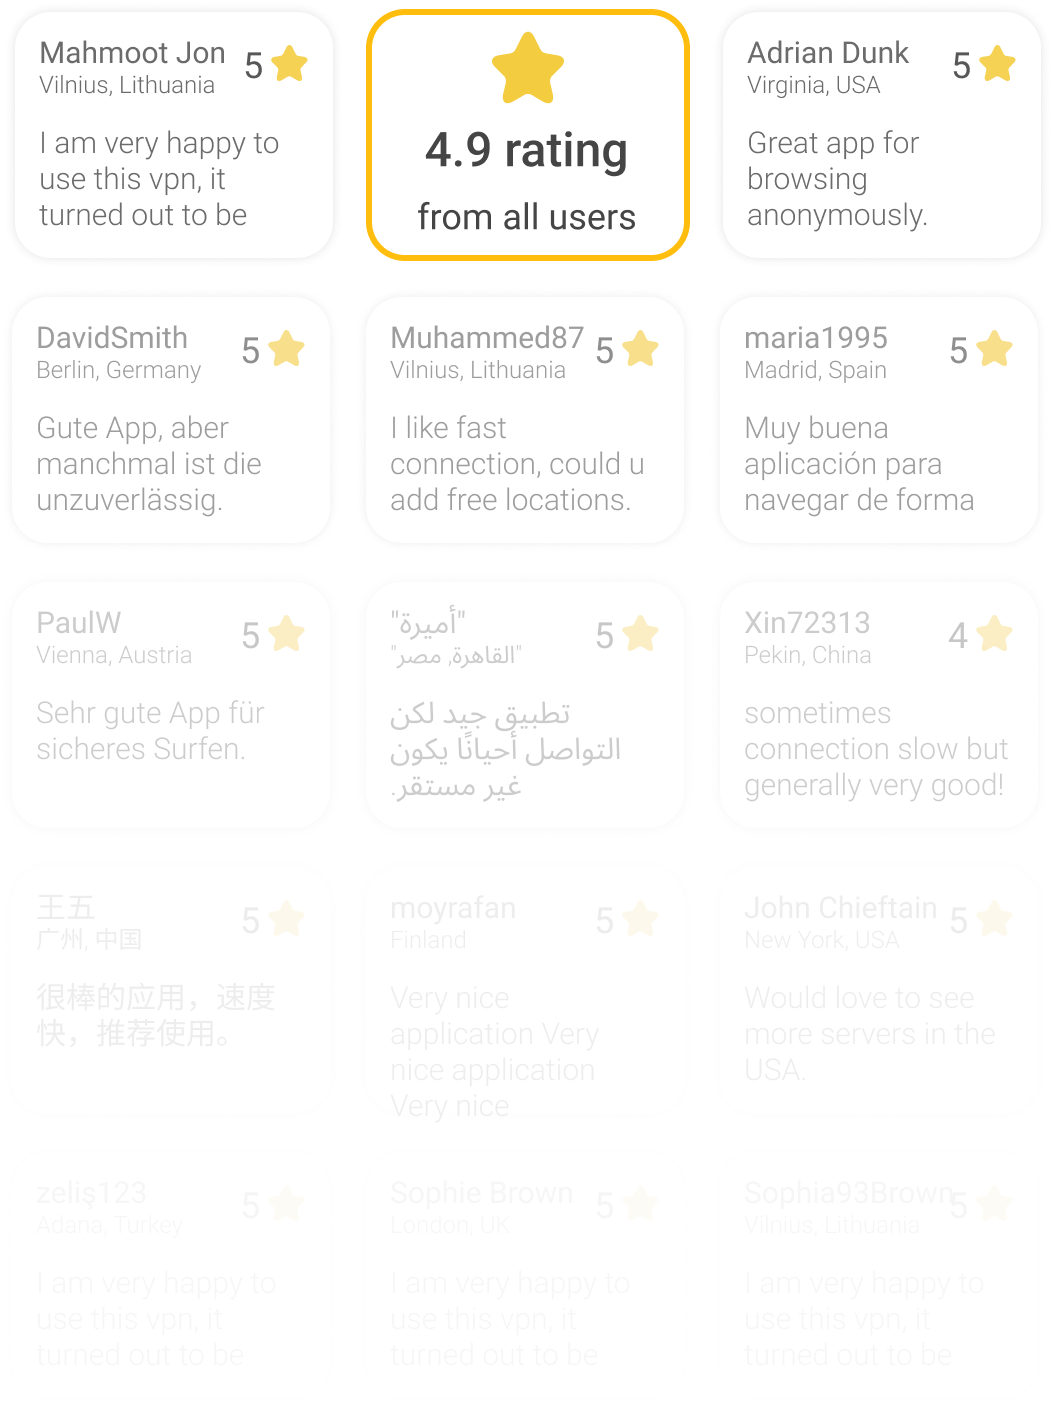 Mahmoot Jon
5
Vilnius, Lithuania
I am very happy to
use this vpn, it
turned out to be
4.9 rating
from all users
Adrian Dunk
5
Virginia, USA
Great app for
browsing
anonymously.
DavidSmith
5
Berlin, Germany
Gute App, aber
manchmal ist die
unzuverlässig.
Muhammed87
5
Vilnius, Lithuania
I like fast
connection, could u
add free locations.
maria1995
5
Madrid, Spain
Muy buena
aplicación para
navegar de forma
PaulW
5
Vienna, Austria
Sehr gute App für
sicheres Surfen.
"أميرة"
5
"القاهرة, مصر"
تطبيق جيد لكن
التواصل أحيانًا يكون
غير مستقر.
Xin72313
4
Pekin, China
sometimes
connection slow but
generally very good!
王五
5
广州, 中国
很棒的应用，速度
快，推荐使用。
moyrafan
5
Finland
Very nice
application Very
nice application
Very nice
John Chieftain
5
New York, USA
Would love to see
more servers in the
USA.
zeliş123
5
Adana, Turkey
I am very happy to
use this vpn, it
turned out to be
Sophie Brown
5
London, UK
I am very happy to
use this vpn, it
turned out to be
Sophia93Brown
5
Vilnius, Lithuania
I am very happy to
use this vpn, it
turned out to be